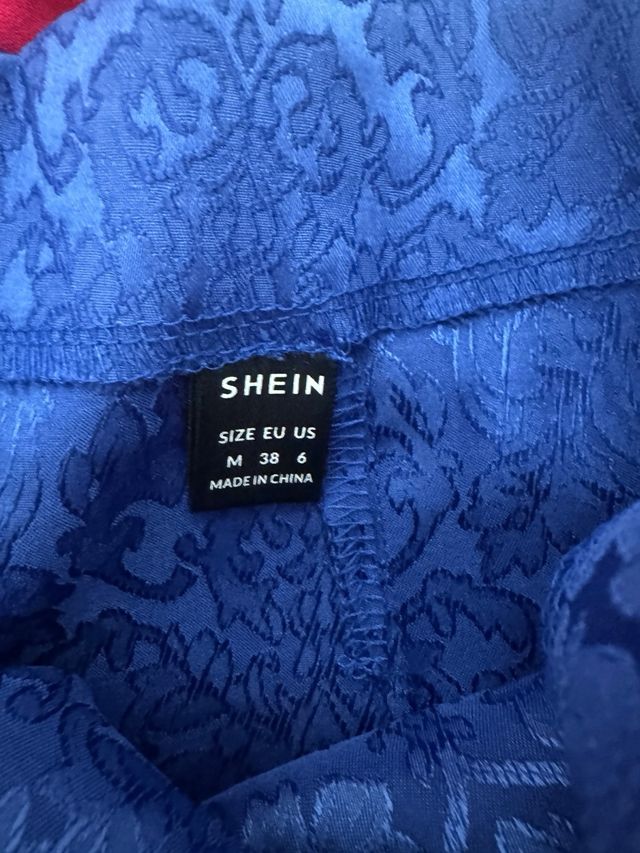 SHEIN
SIZE EU US
M 38 6
MADE IN CHINA